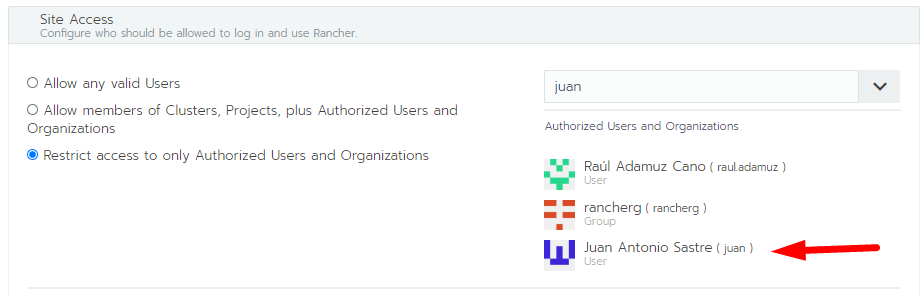 Site Access
Configure who should be allowed to log in and use Rancher.
Allow any valid Users
Allow members of Clusters, Projects, plus Authorized Users and
Organizations
Restrict access to only Authorized Users and Organizations
juan
Authorized Users and Organizations
Raúl Adamuz Cano ( raul.adamuz )
User
rancherg ( rancherg )
Group
Juan Antonio Sastre ( juan )
User